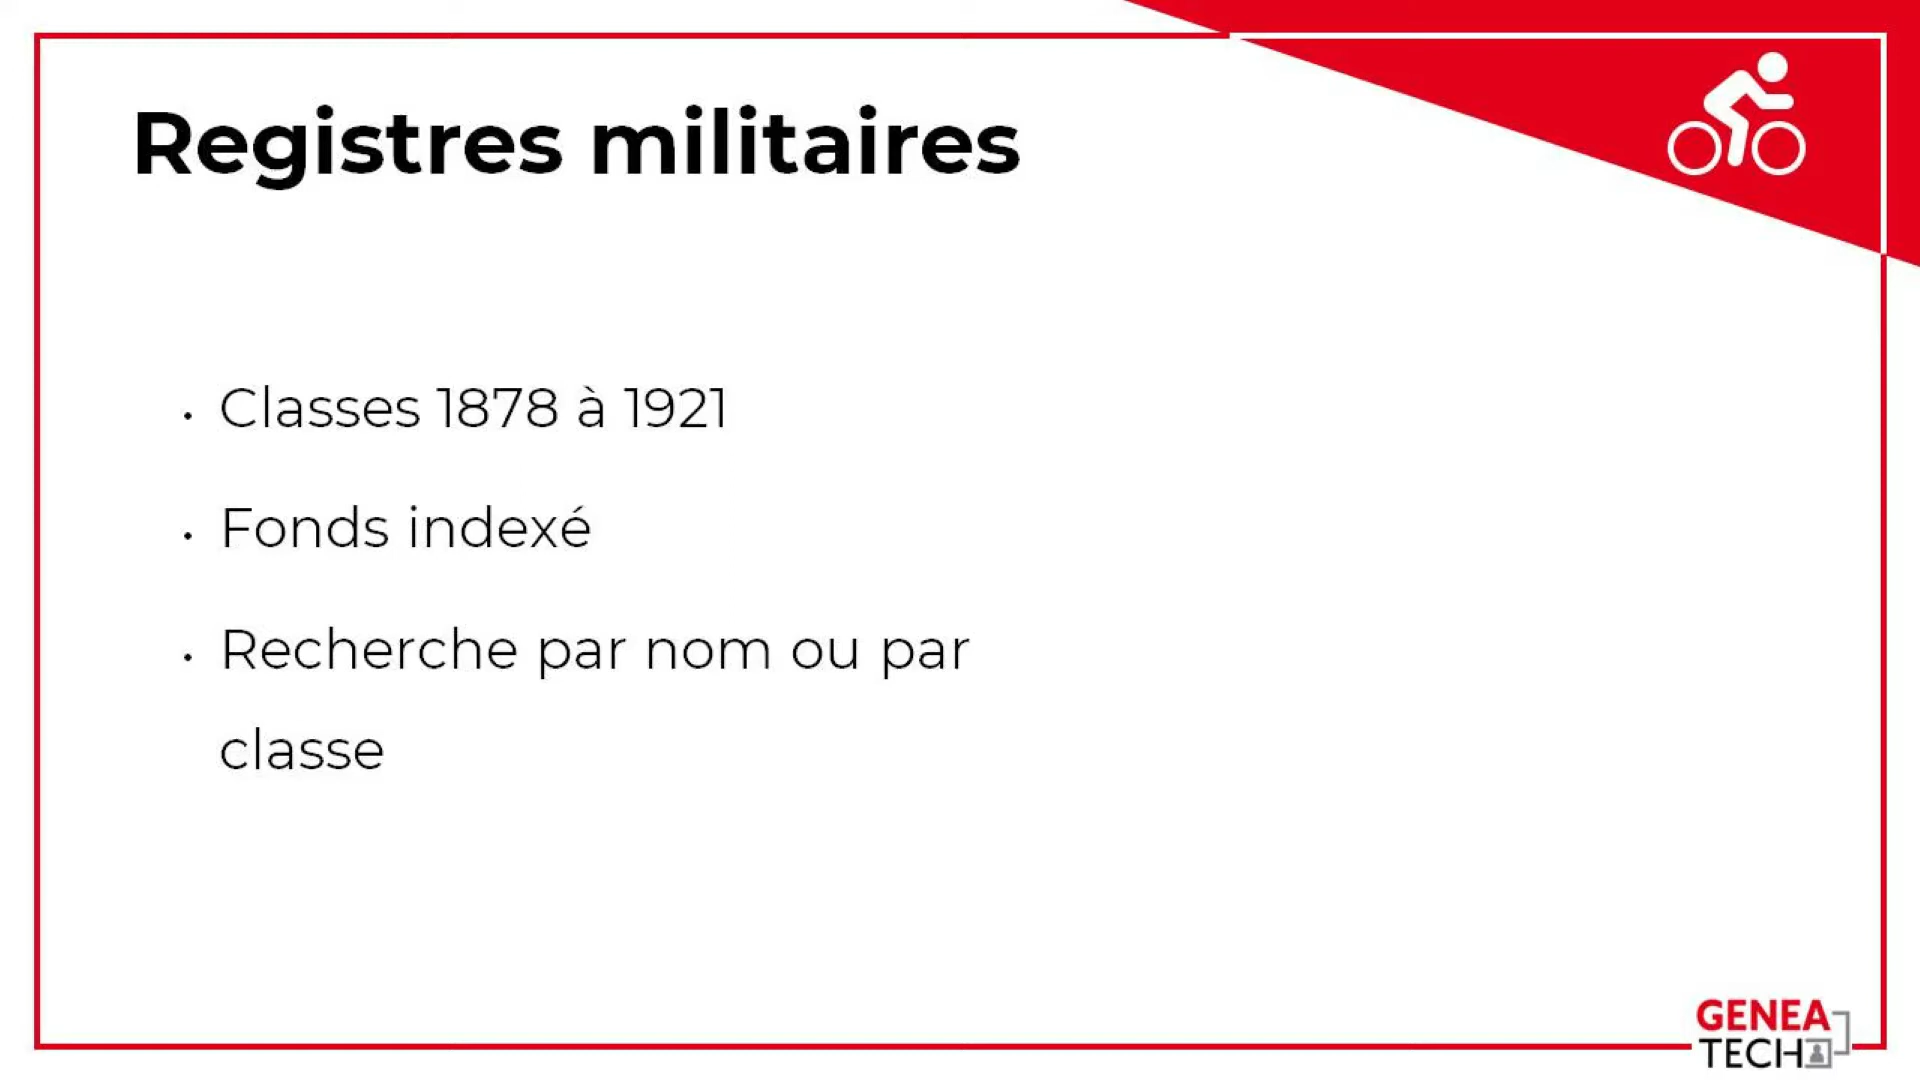 Registres militaires
• Classes 1878 à 1921
• Fonds indexé
• Recherche par nom ou par
classe
GENEA
TECH